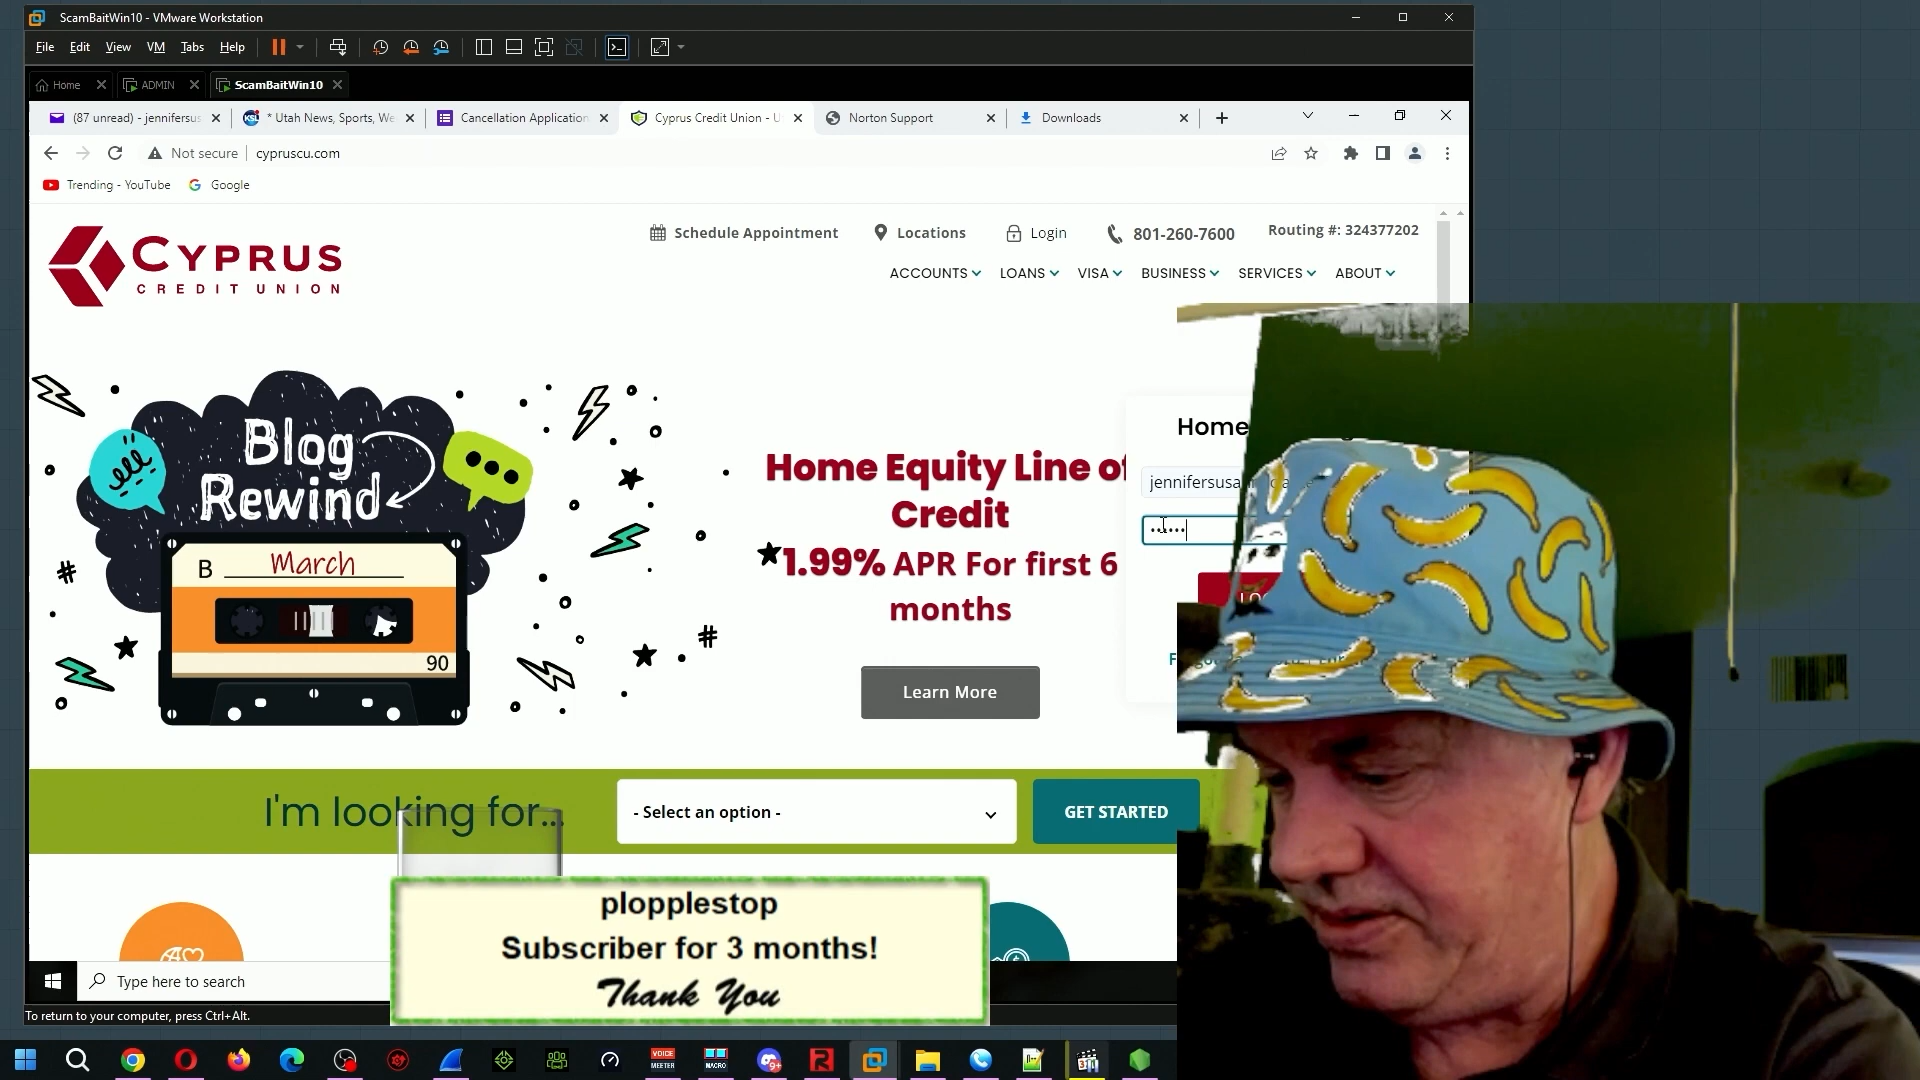 ScamBaitWin10 - VMware Workstation
File Edit View VM Tabs Help
Home ADMIN ScamBaitWin10
(87 unread) - jennifersus
* Utah News, Sports, We
Cancellation Application
Cyprus Credit Union - U
Norton Support
Downloads
Not secure cypruscu.com
Trending - YouTube Google
CYPRUS
CREDIT UNION
Schedule Appointment Locations Login 801-260-7600 Routing #: 324377202
ACCOUNTS LOANS VISA BUSINESS SERVICES ABOUT
Blog
Rewind
B March
90
Home Equity Line of
Credit
1.99% APR For first 6
months
Learn More
Home
jennifersusa
I'm looking for...
- Select an option -
GET STARTED
plopplestop
Subscriber for 3 months!
Thank You
Type here to search
To return to your computer, press Ctrl+Alt.
VOICE
MEETER
MACRO
9+